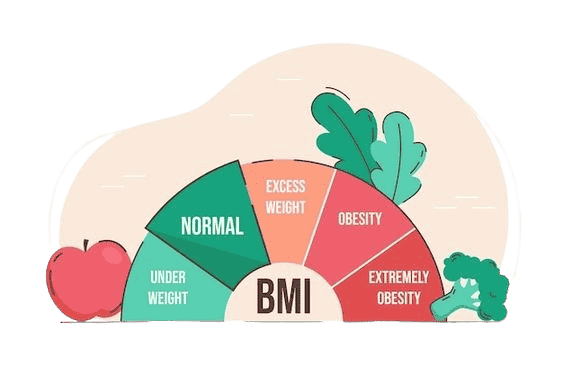 UNDER
WEIGHT
NORMAL
EXCESS
WEIGHT
OBESITY
EXTREMELY
OBESITY
BMI